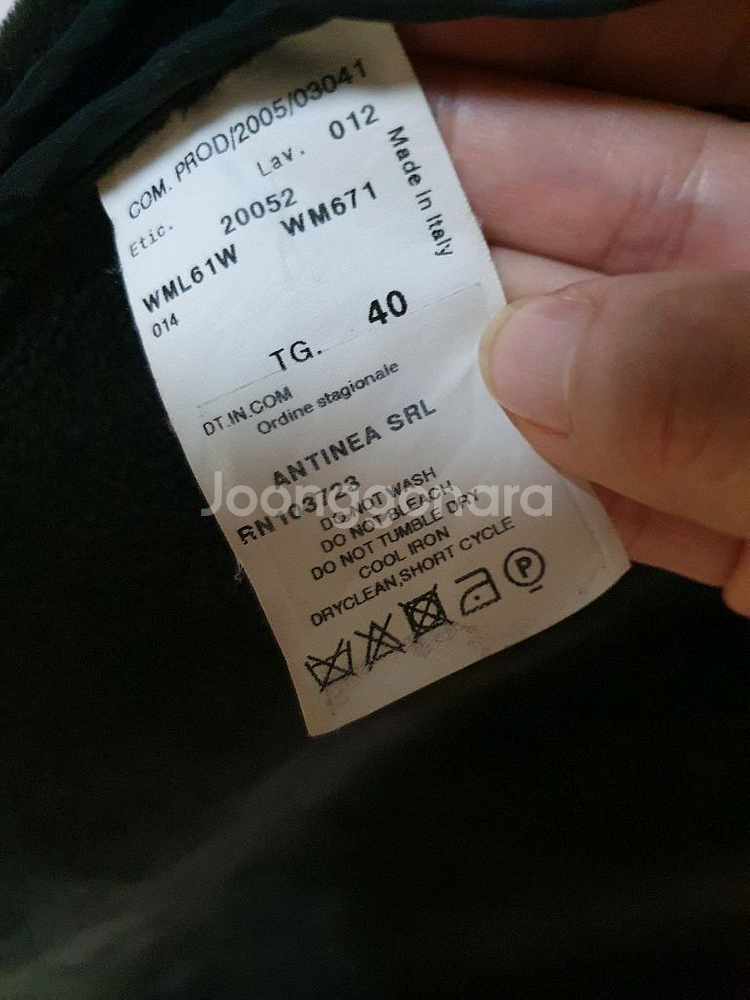 COM. PROD/2005/03041
Lav. 012
Etic. 20052
WML61W WM671
014
Made in Italy
TG. 40
DT.IN.COM
Ordine stagionale
ANTINEA SRL
RN103723
DO NOT WASH
DO NOT BLEACH
DO NOT TUMBLE DRY
COOL IRON
DRYCLEAN,SHORT CYCLE
P
Joonggonara